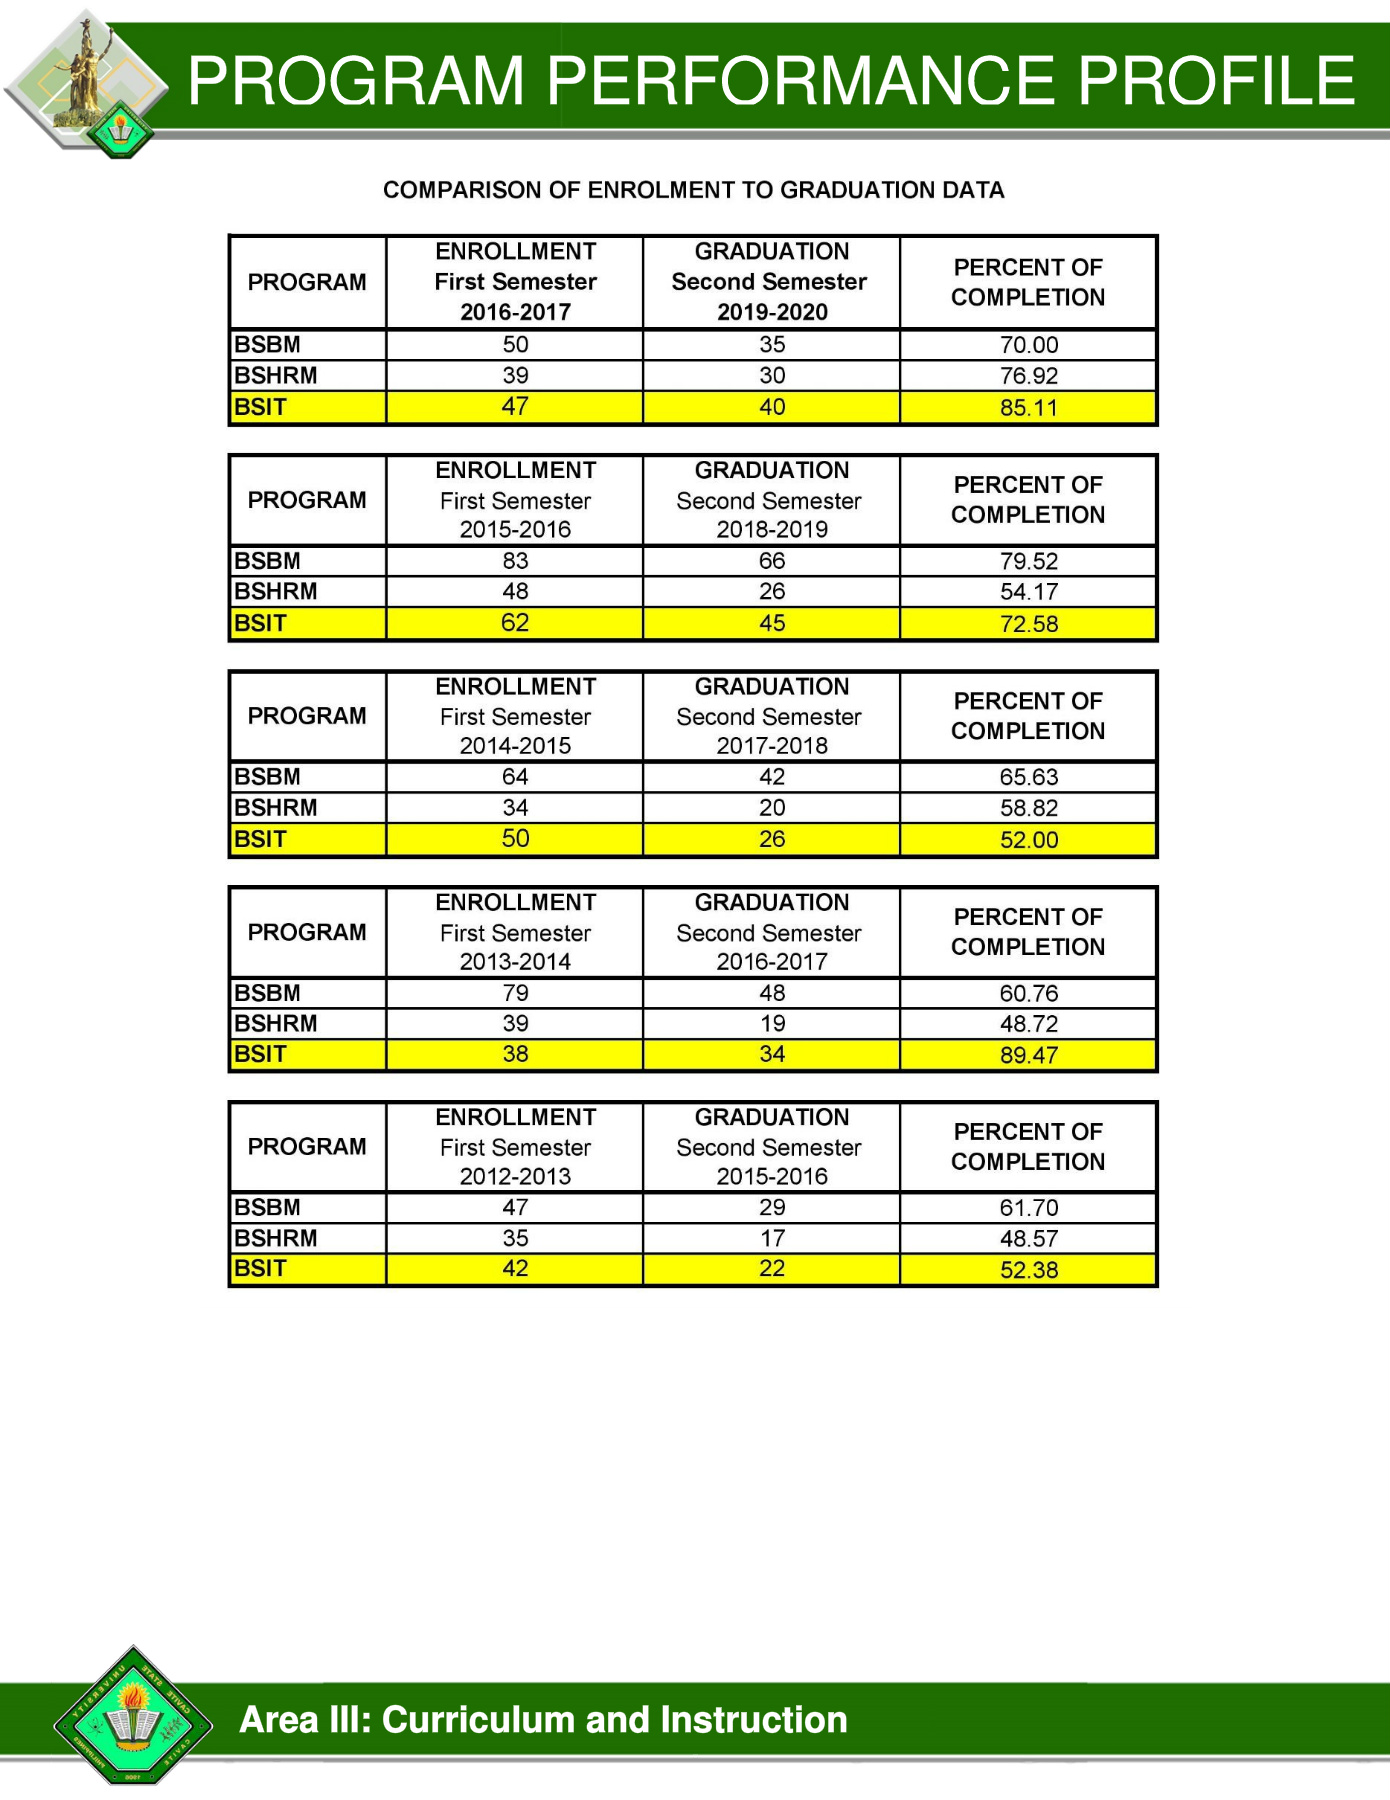 PROGRAM PERFORMANCE PROFILE
COMPARISON OF ENROLMENT TO GRADUATION DATA
PROGRAM ENROLLMENT First Semester 2016-2017 GRADUATION Second Semester 2019-2020 PERCENT OF COMPLETION
BSBM 50 35 70.00
BSHRM 39 30 76.92
BSIT 47 40 85.11
PROGRAM ENROLLMENT First Semester 2015-2016 GRADUATION Second Semester 2018-2019 PERCENT OF COMPLETION
BSBM 83 66 79.52
BSHRM 48 26 54.17
BSIT 62 45 72.58
PROGRAM ENROLLMENT First Semester 2014-2015 GRADUATION Second Semester 2017-2018 PERCENT OF COMPLETION
BSBM 64 42 65.63
BSHRM 34 20 58.82
BSIT 50 26 52.00
PROGRAM ENROLLMENT First Semester 2013-2014 GRADUATION Second Semester 2016-2017 PERCENT OF COMPLETION
BSBM 79 48 60.76
BSHRM 39 19 48.72
BSIT 38 34 89.47
PROGRAM ENROLLMENT First Semester 2012-2013 GRADUATION Second Semester 2015-2016 PERCENT OF COMPLETION
BSBM 47 29 61.70
BSHRM 35 17 48.57
BSIT 42 22 52.38
CAVITE STATE UNIVERSITY
CAVITE
PHILIPPINES
Area III: Curriculum and Instruction